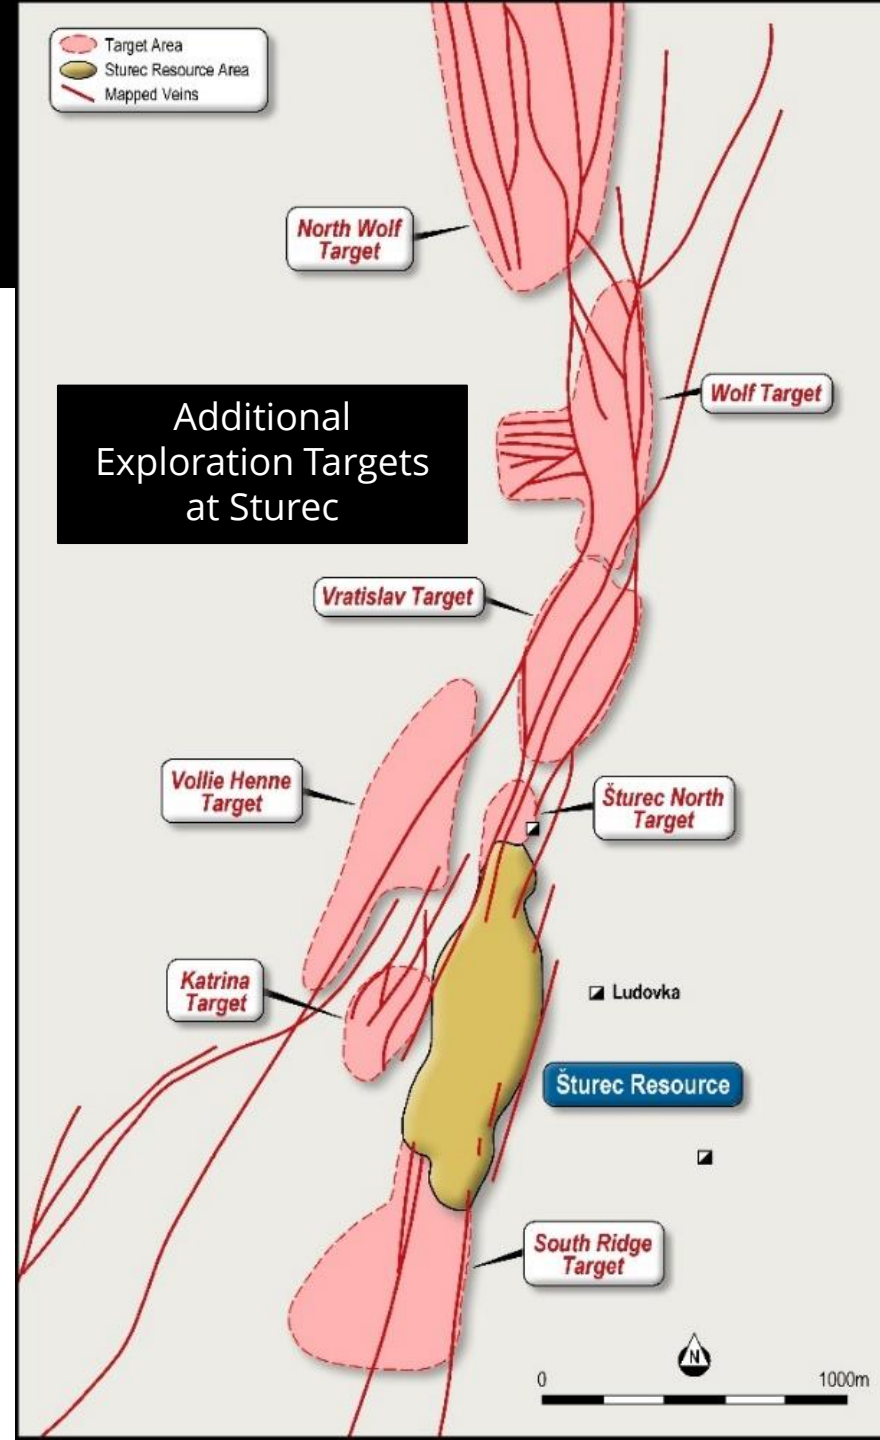 Target Area
Sturec Resource Area
Mapped Veins
North Wolf
Target
Wolf Target
Additional
Exploration Targets
at Sturec
Vratislav Target
Vollie Henne
Target
Šturec North
Target
Katrina
Target
Ludovka
Šturec Resource
South Ridge
Target
N
0 1000m